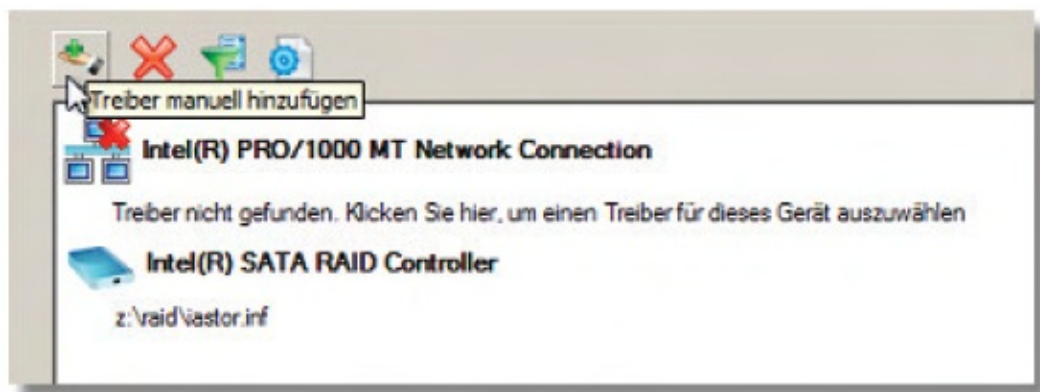 Treiber manuell hinzufügen
Intel(R) PRO/1000 MT Network Connection
Treiber nicht gefunden. Klicken Sie hier, um einen Treiber für dieses Gerät auszuwählen
Intel(R) SATA RAID Controller
z:\raid\iastor.inf